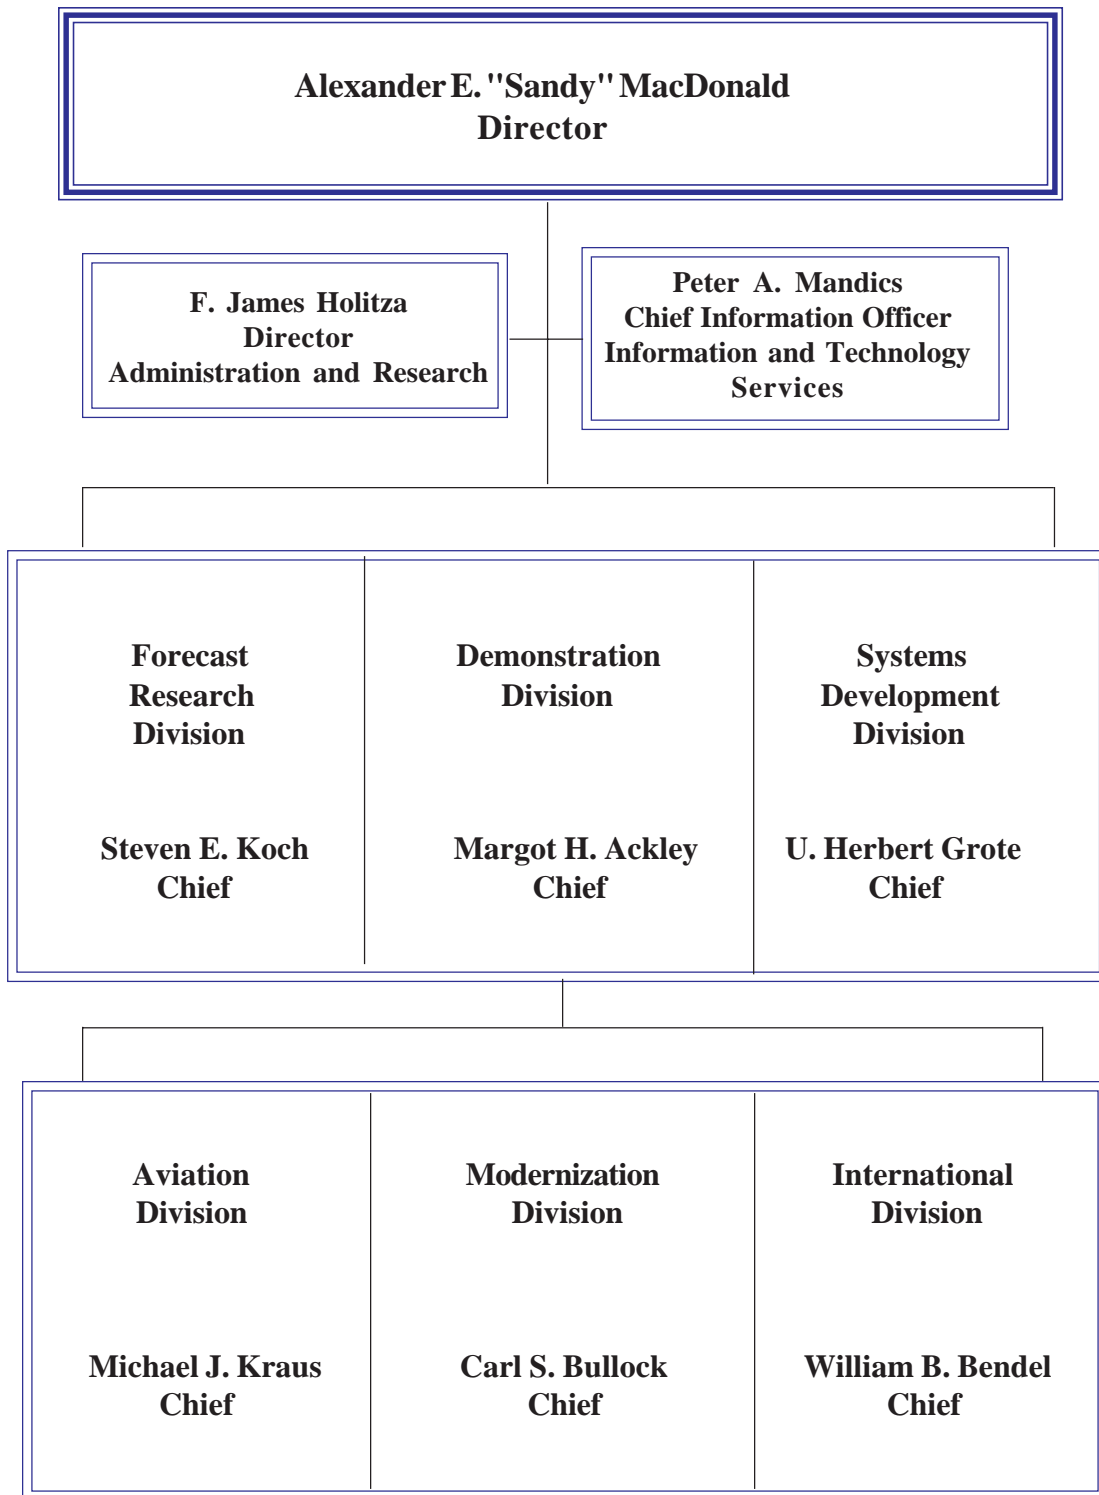 Alexander E. "Sandy" MacDonald
Director
F. James Holitza
Director
Administration and Research
Peter A. Mandics
Chief Information Officer
Information and Technology
Services
Forecast
Research
Division
Steven E. Koch
Chief
Demonstration
Division
Margot H. Ackley
Chief
Systems
Development
Division
U. Herbert Grote
Chief
Aviation
Division
Michael J. Kraus
Chief
Modernization
Division
Carl S. Bullock
Chief
International
Division
William B. Bendel
Chief